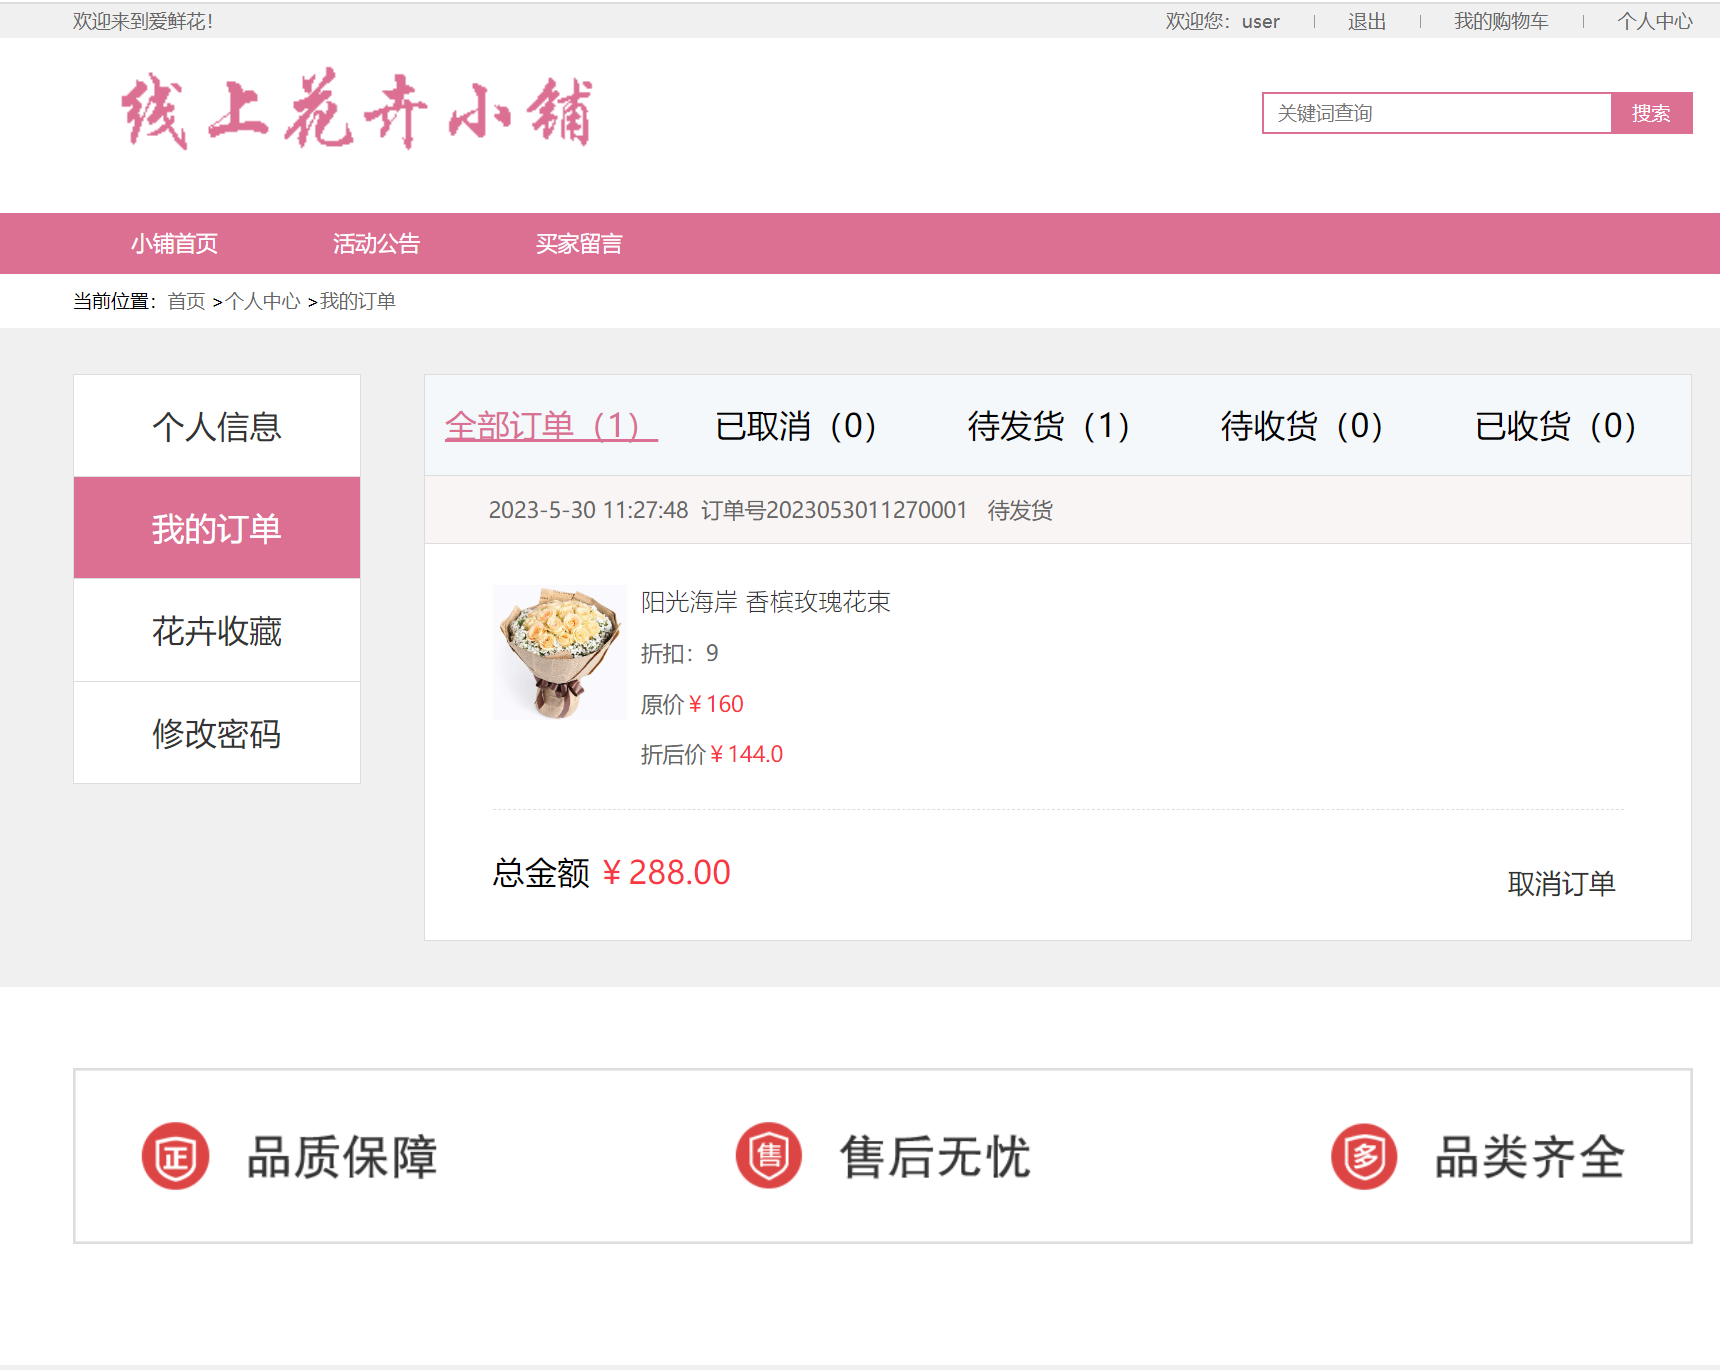 欢迎来到爱鲜花!
欢迎您：user
退出
我的购物车
个人中心
线上花卉小铺
关键词查询
搜索
小铺首页
活动公告
买家留言
当前位置：首页 >个人中心 >我的订单
个人信息
我的订单
花卉收藏
修改密码
全部订单（1）
已取消（0）
待发货（1）
待收货（0）
已收货（0）
2023-5-30 11:27:48 订单号2023053011270001 待发货
阳光海岸 香槟玫瑰花束
折扣：9
原价￥160
折后价￥144.0
总金额 ￥288.00
取消订单
正 品质保障
售 售后无忧
多 品类齐全